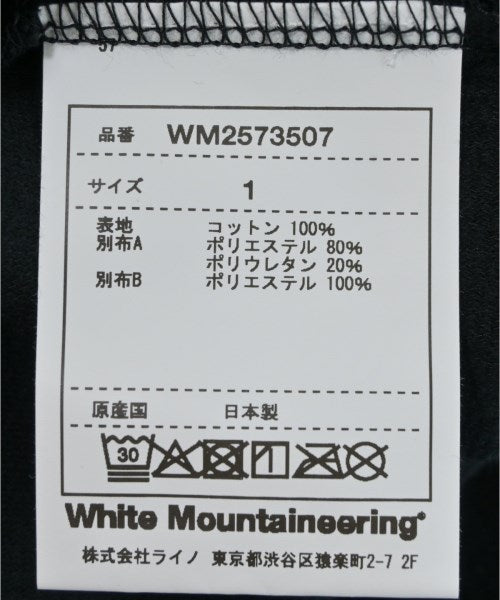 品番 WM2573507
サイズ 1
表地 コットン 100%
別布A ポリエステル 80%
ポリウレタン 20%
別布B ポリエステル 100%
原産国 日本製
30
White Mountaineering®
株式会社ライノ 東京都渋谷区猿楽町2-7 2F